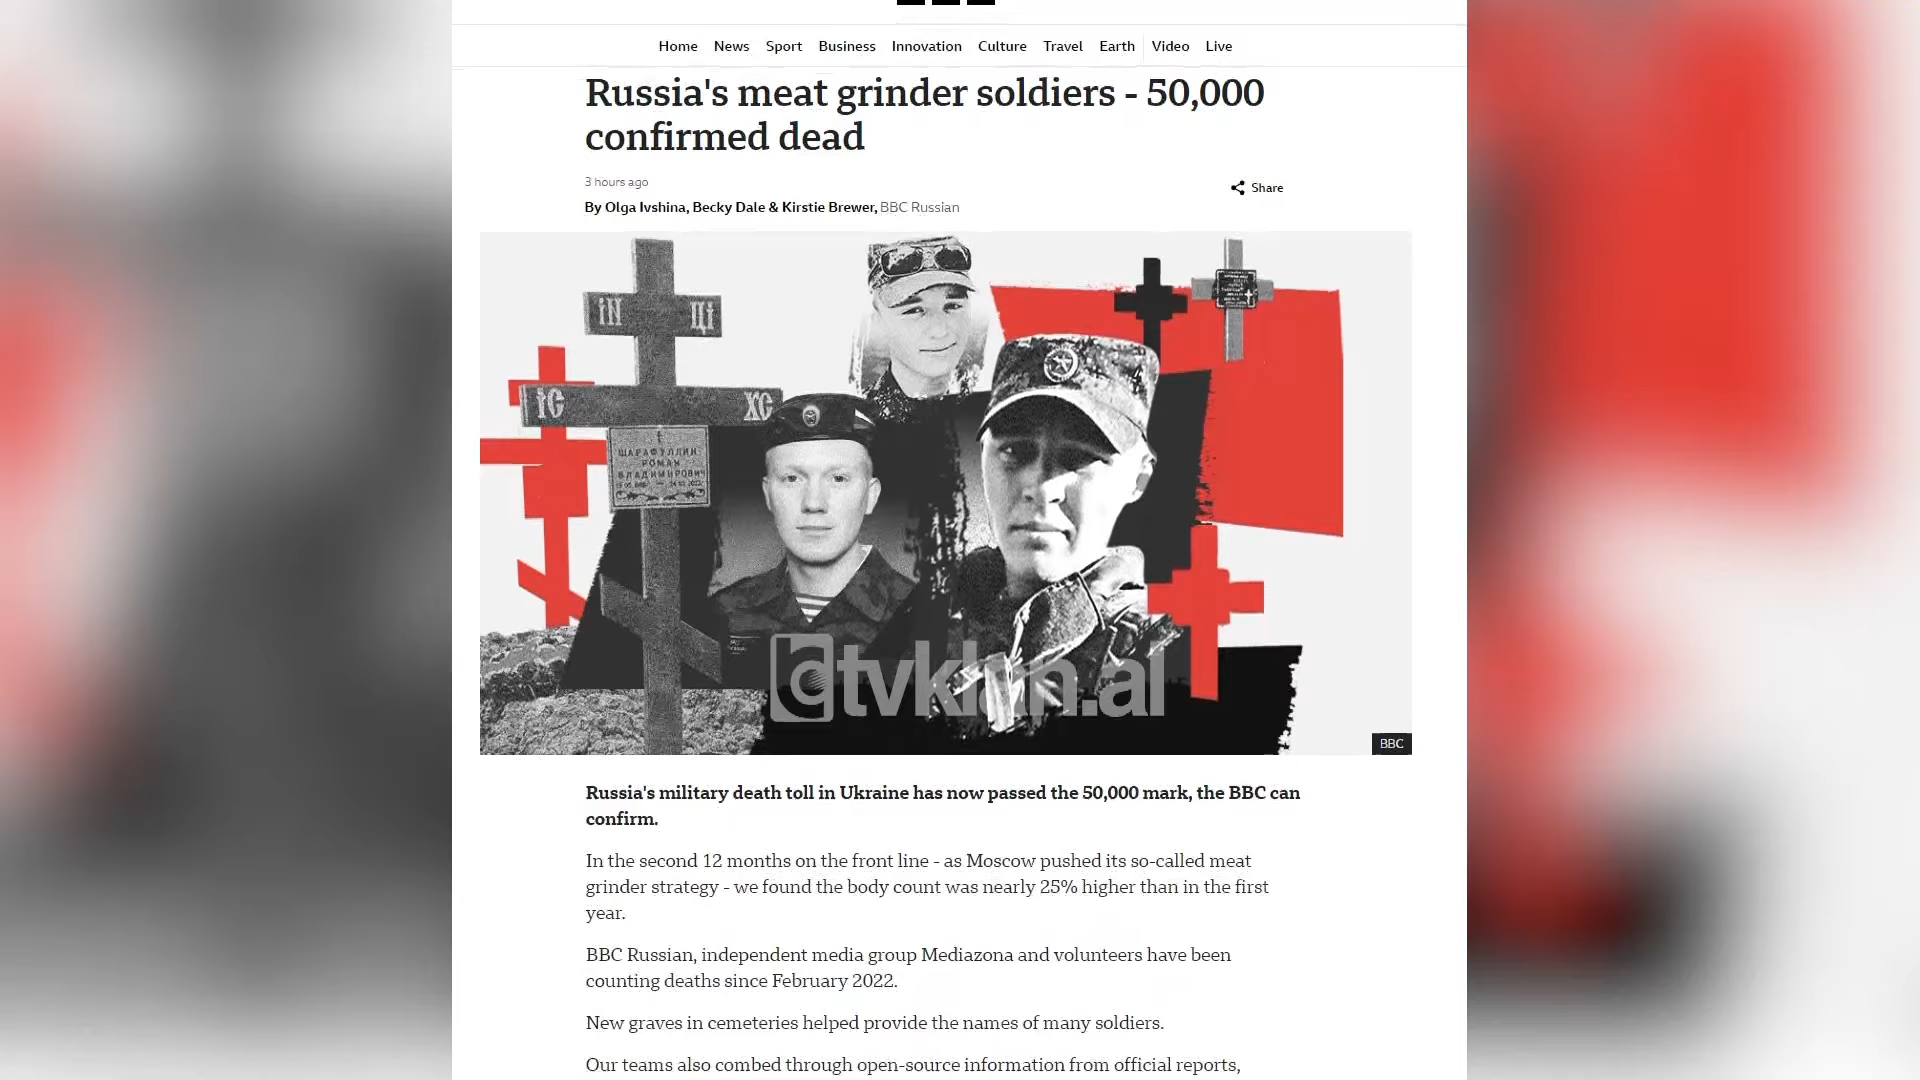 Home News Sport Business Innovation Culture Travel Earth Video Live
Russia's meat grinder soldiers - 50,000
confirmed dead
3 hours ago
Share
By Olga Ivshina, Becky Dale & Kirstie Brewer, BBC Russian
ІН ЦІ
ІС ХС
ШАРАФУЛЛИН
РОМАН
ВЛАДИМИРОВИЧ
tvklan.al
BBC
Russia's military death toll in Ukraine has now passed the 50,000 mark, the BBC can
confirm.
In the second 12 months on the front line - as Moscow pushed its so-called meat
grinder strategy - we found the body count was nearly 25% higher than in the first
year.
BBC Russian, independent media group Mediazona and volunteers have been
counting deaths since February 2022.
New graves in cemeteries helped provide the names of many soldiers.
Our teams also combed through open-source information from official reports,